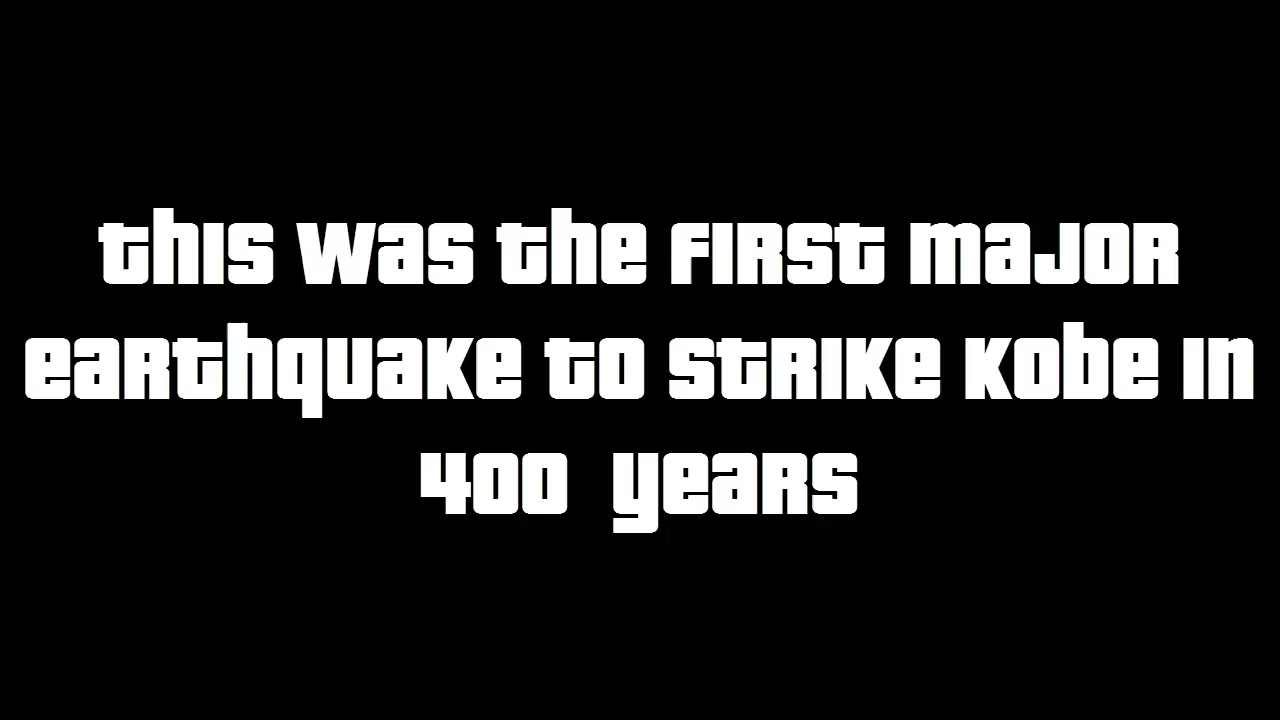 this was the first major
earthquake to strike kobe in
400 years